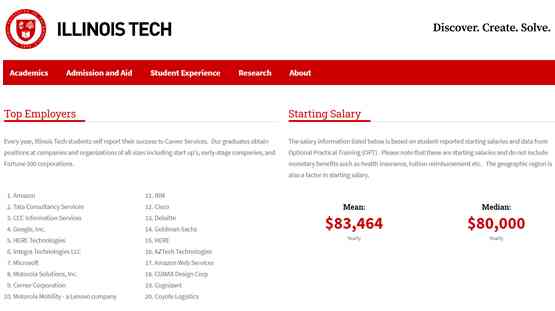 ILLINOIS TECH
Discover. Create. Solve.
Academics Admission and Aid Student Experience Research About
Top Employers
Every year, Illinois Tech students self report their success to Career Services. Our graduates obtain
positions at companies and organizations of all sizes including start up's, early-stage companies, and
Fortune 500 corporations.
1. Amazon
2. Tata Consultancy Services
3. CCC Information Services
4. Google, Inc.
5. HERE Technologies
6. Integra Technologies LLC
7. Microsoft
8. Motorola Solutions, Inc.
9. Cerner Corporation
10. Motorola Mobility - a Lenovo company
11. IBM
12. Cisco
13. Deloitte
14. Goldman Sachs
15. HERE
16. AZTech Technologies
17. Amazon Web Services
18. COMIX Design Corp
19. Cognizant
20. Coyote Logistics
Starting Salary
The salary information listed below is based on student reported starting salaries and data from
Optional Practical Training (OPT). Please note that these are starting salaries and do not include
monetary benefits such as health insurance, tuition reimbursement etc. The geographic region is
also a factor in starting salary.
Mean:
$83,464
Yearly
Median:
$80,000
Yearly